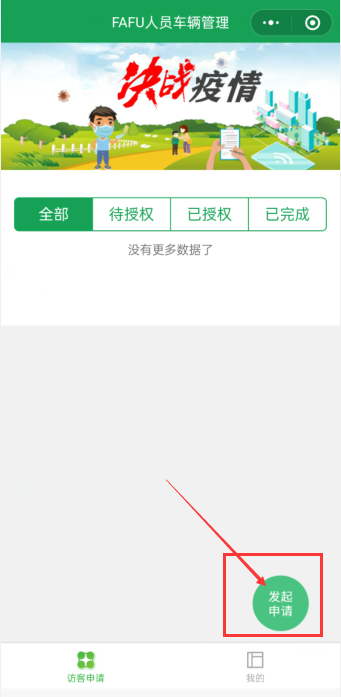 FAFU人员车辆管理
决战疫情
全部
待授权
已授权
已完成
没有更多数据了
发起
申请
访客申请
我的